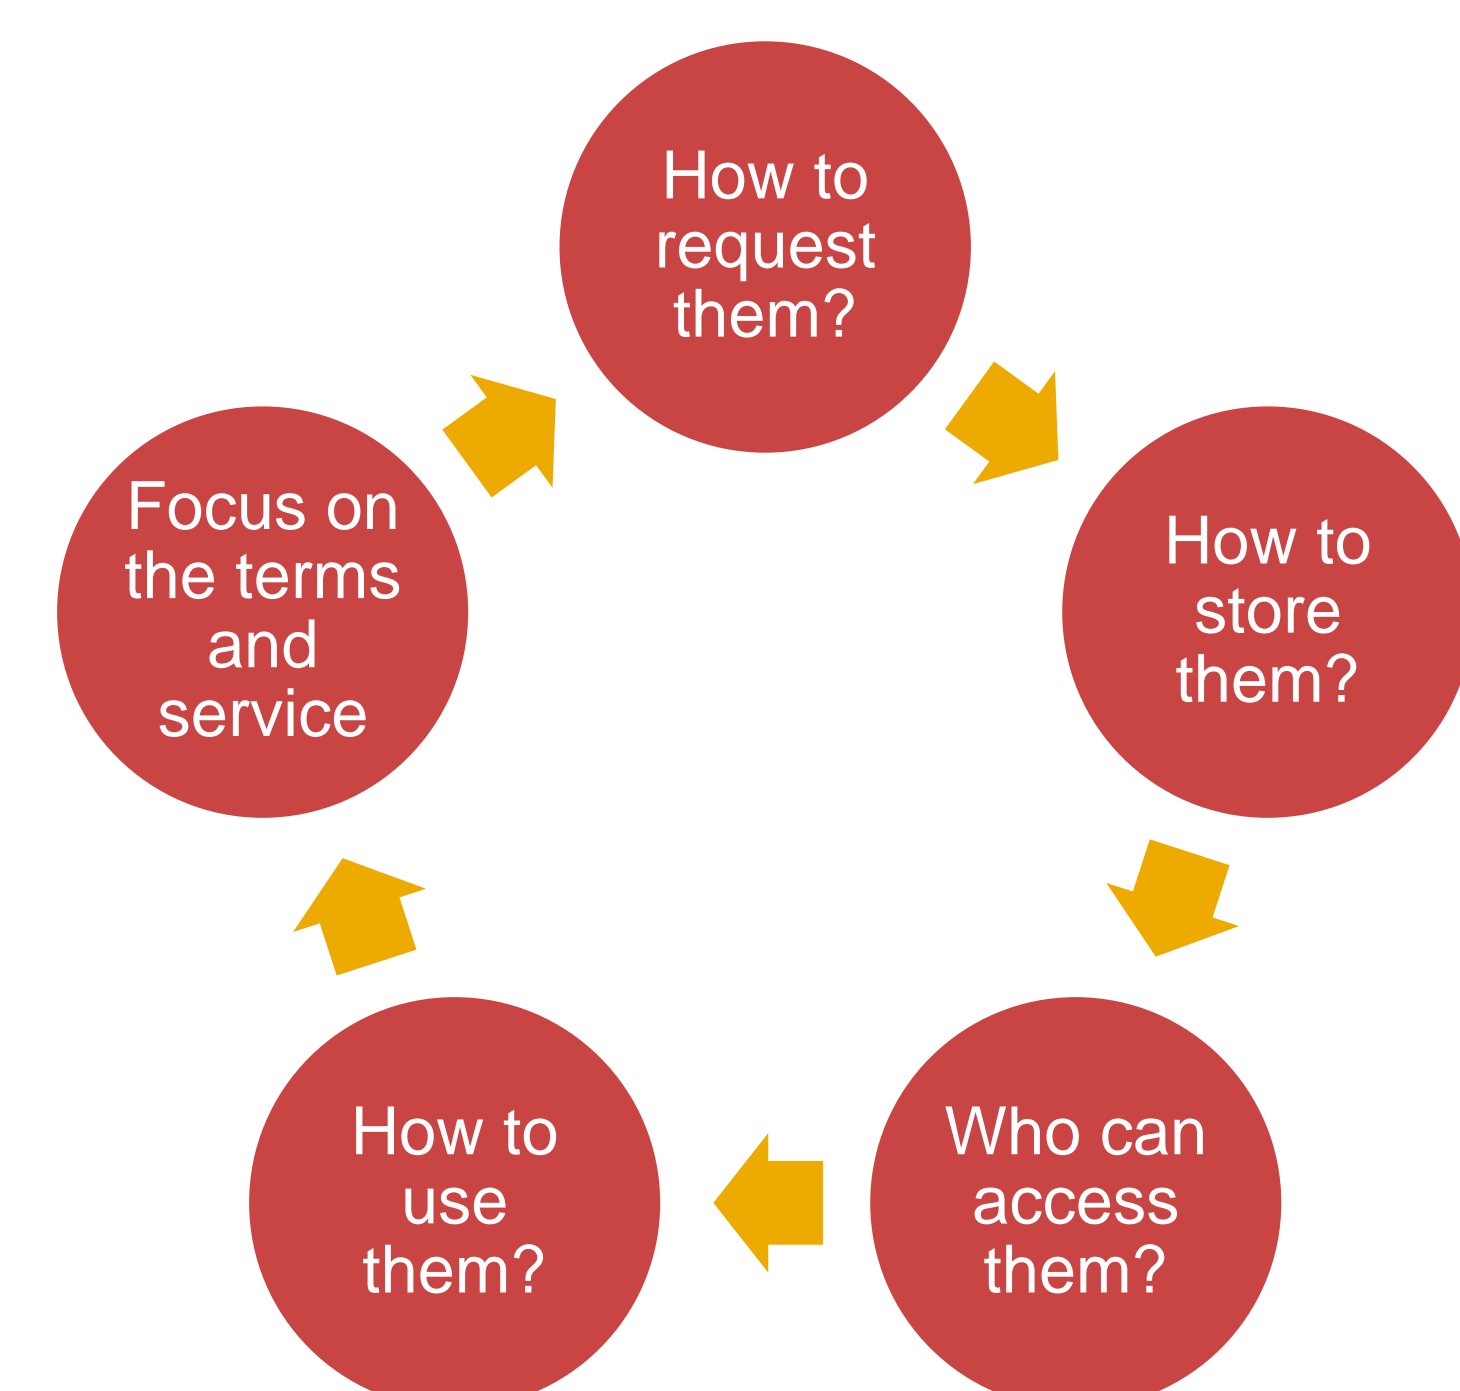 How to
request
them?
How to
store
them?
Who can
access
them?
How to
use
them?
Focus on
the terms
and
service